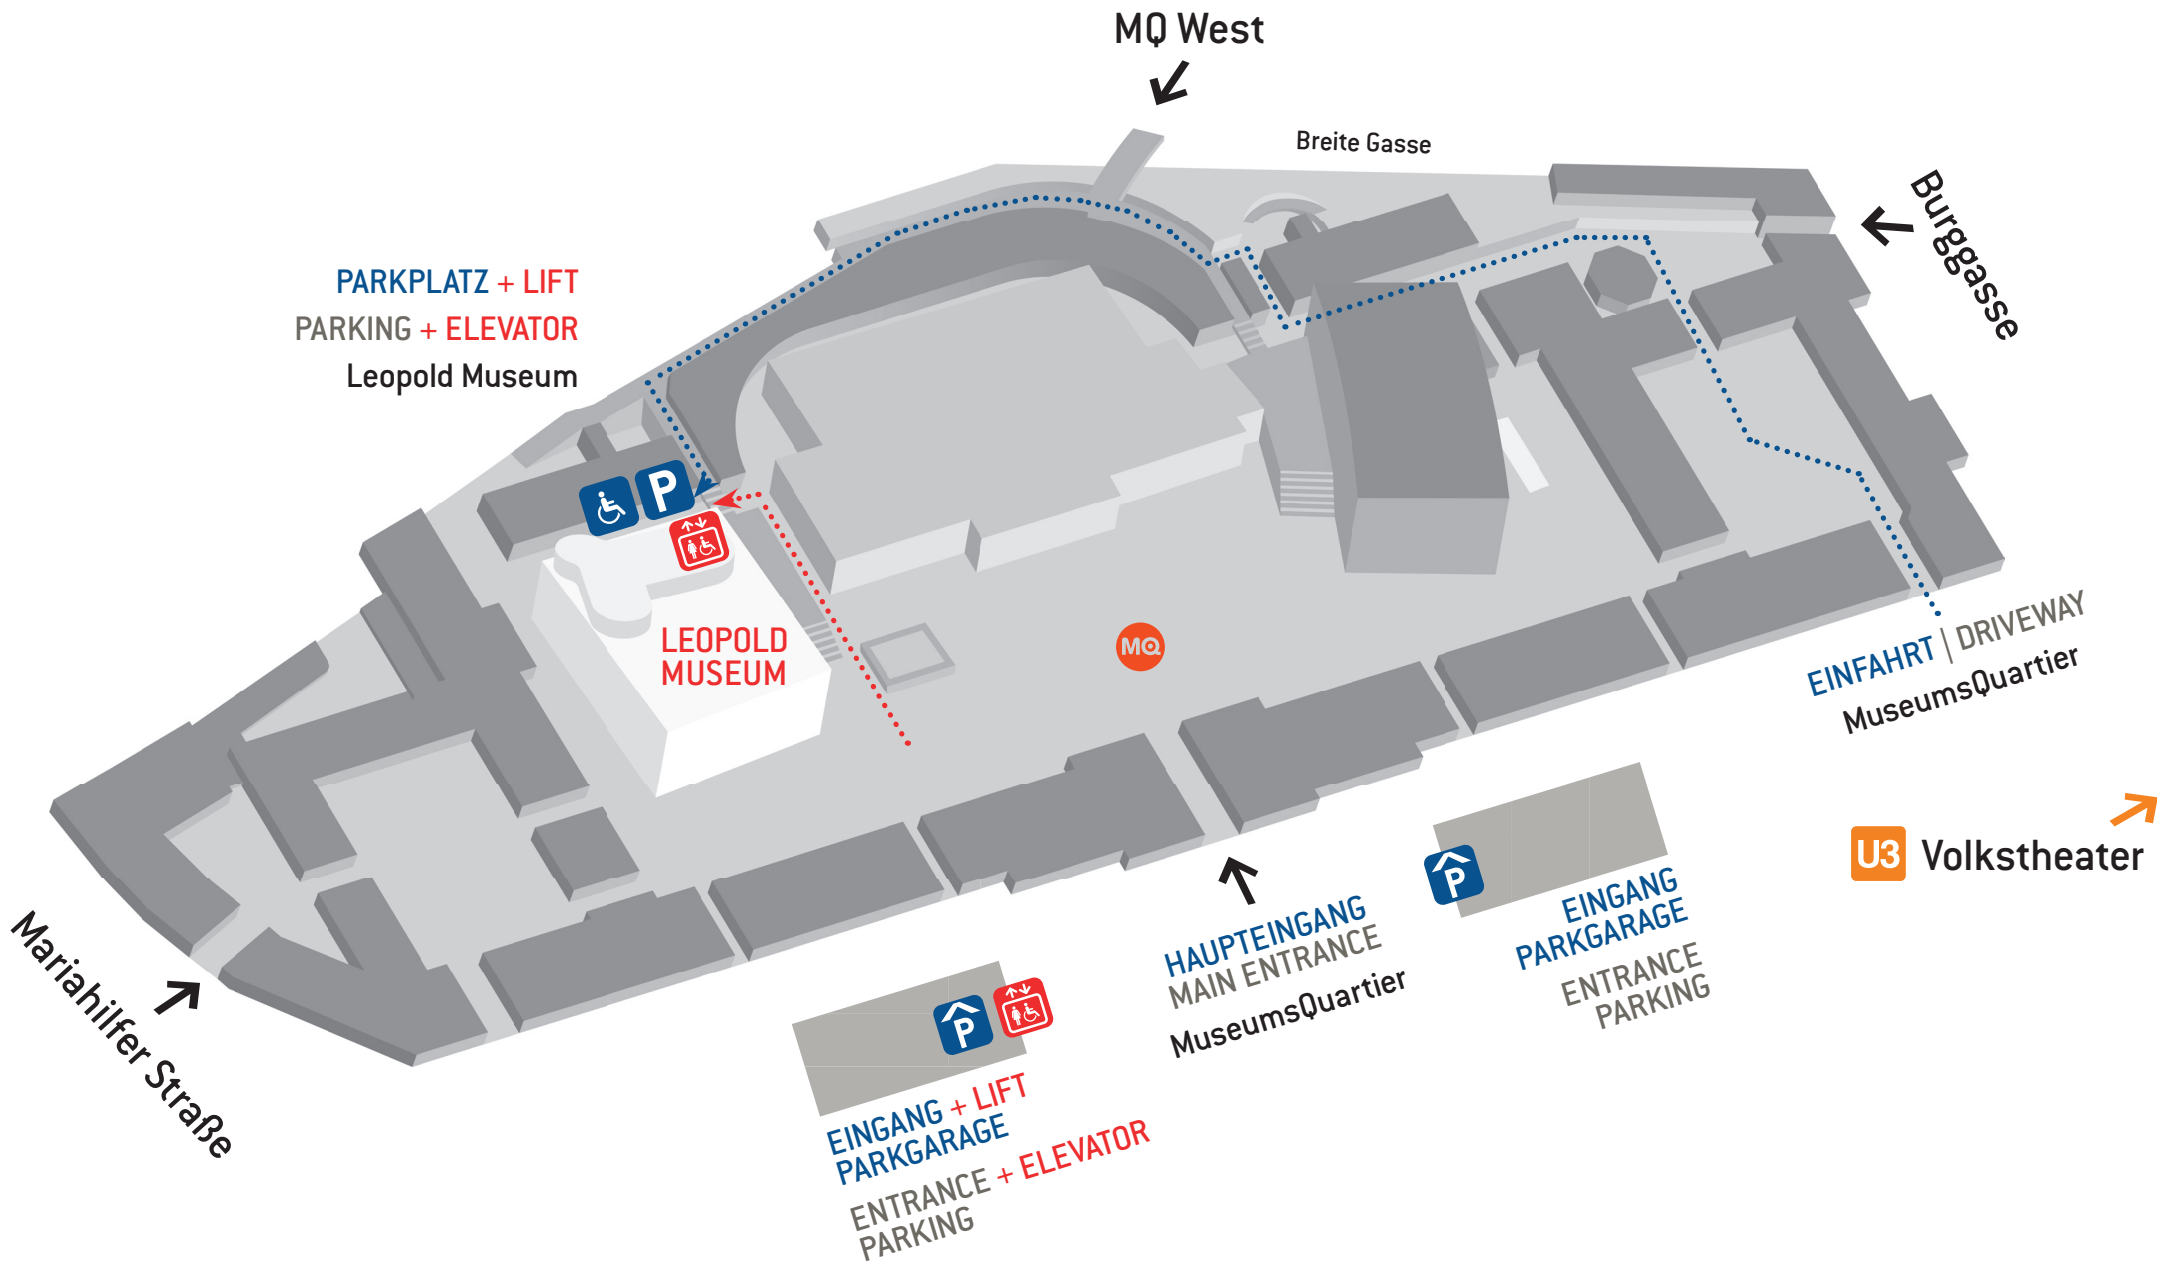 MQ West
Breite Gasse
Burggasse
PARKPLATZ + LIFT
PARKING + ELEVATOR
Leopold Museum
P
LEOPOLD
MUSEUM
MQ
EINFAHRT | DRIVEWAY
MuseumsQuartier
U3 Volkstheater
P
EINGANG
PARKGARAGE
ENTRANCE
PARKING
HAUPTEINGANG
MAIN ENTRANCE
MuseumsQuartier
Mariahilfer Straße
P
EINGANG + LIFT
PARKGARAGE
ENTRANCE + ELEVATOR
PARKING